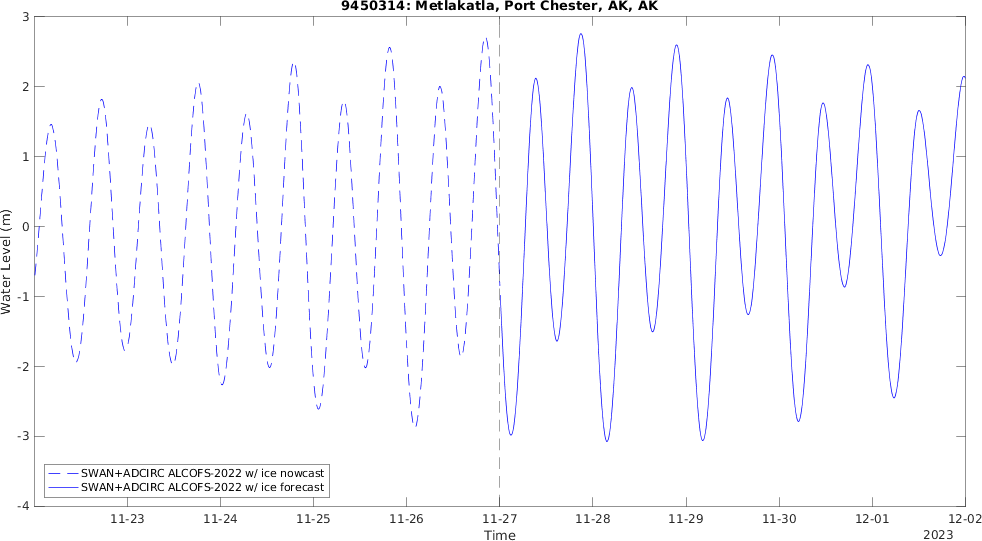 9450314: Metlakatla, Port Chester, AK, AK
3
2
1
0
-1
-2
-3
-4
Water Level (m)
SWAN+ADCIRC ALCOFS-2022 w/ ice nowcast
SWAN+ADCIRC ALCOFS-2022 w/ ice forecast
11-23 11-24 11-25 11-26 11-27 11-28 11-29 11-30 12-01 12-02
Time 2023